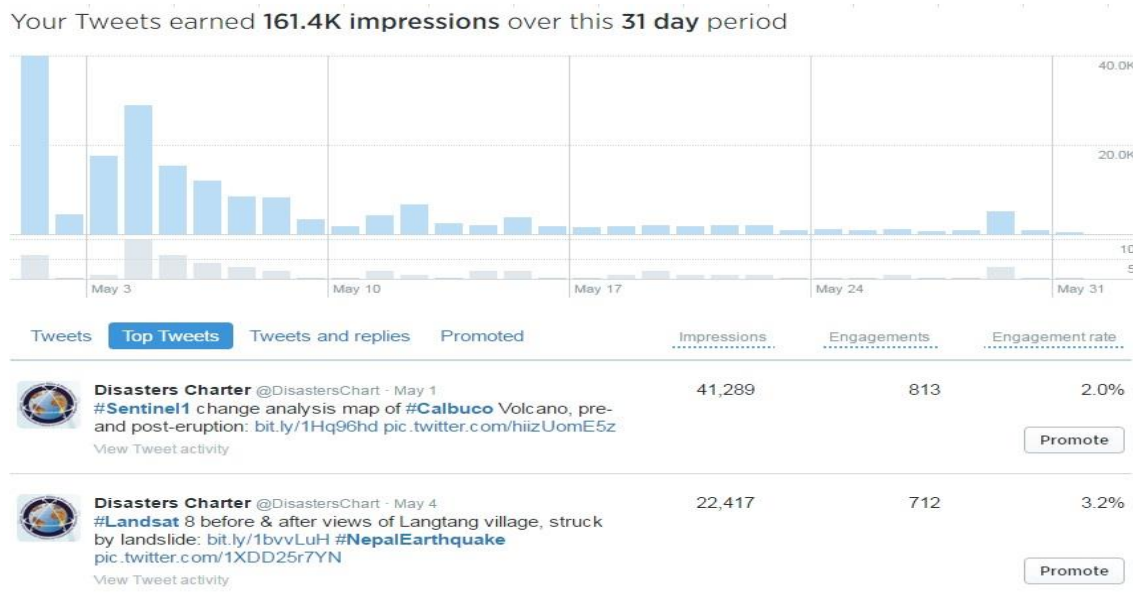 Your Tweets earned 161.4K impressions over this 31 day period
40.0K
20.0K
10
5
May 3 May 10 May 17 May 24 May 31
Tweets Top Tweets Tweets and replies Promoted Impressions Engagements Engagement rate
Disasters Charter @DisastersChart · May 1 41,289 813 2.0%
#Sentinel1 change analysis map of #Calbuco Volcano, pre-
and post-eruption: bit.ly/1Hq96hd pic.twitter.com/hiizUomE5z
View Tweet activity
Promote
Disasters Charter @DisastersChart · May 4 22,417 712 3.2%
#Landsat 8 before & after views of Langtang village, struck
by landslide: bit.ly/1bvvLuH #NepalEarthquake
pic.twitter.com/1XDD25r7YN
View Tweet activity
Promote